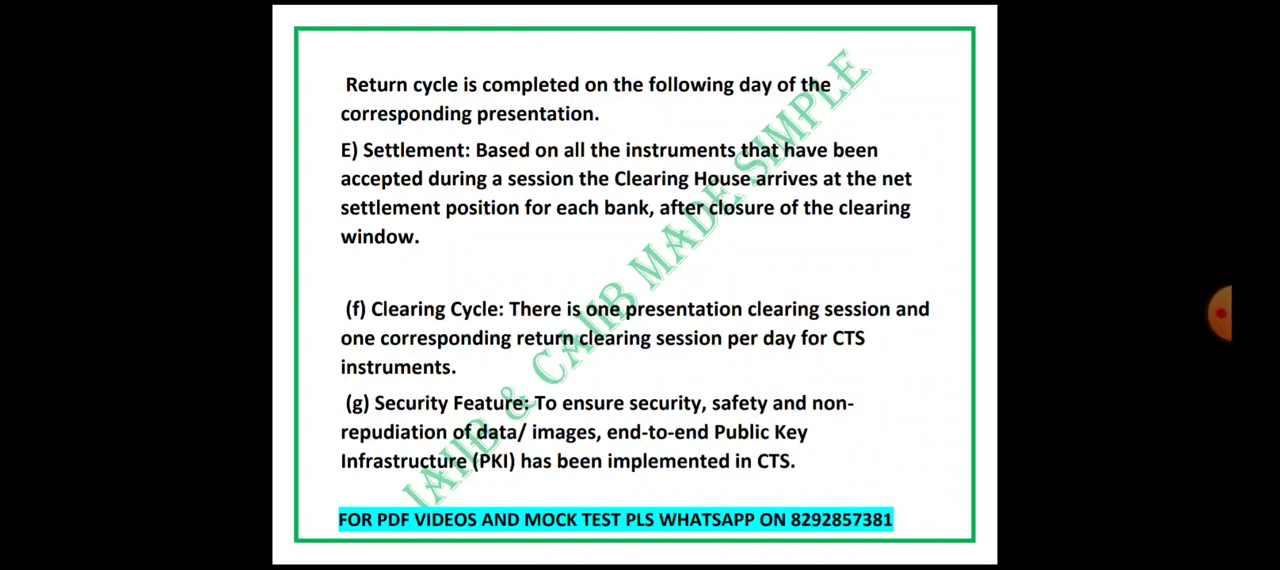 Return cycle is completed on the following day of the
corresponding presentation.
E) Settlement: Based on all the instruments that have been
accepted during a session the Clearing House arrives at the net
settlement position for each bank, after closure of the clearing
window.
(f) Clearing Cycle: There is one presentation clearing session and
one corresponding return clearing session per day for CTS
instruments.
(g) Security Feature: To ensure security, safety and non-
repudiation of data/ images, end-to-end Public Key
Infrastructure (PKI) has been implemented in CTS.
JAIIB & CAIIB MADE SIMPLE
FOR PDF VIDEOS AND MOCK TEST PLS WHATSAPP ON 8292857381